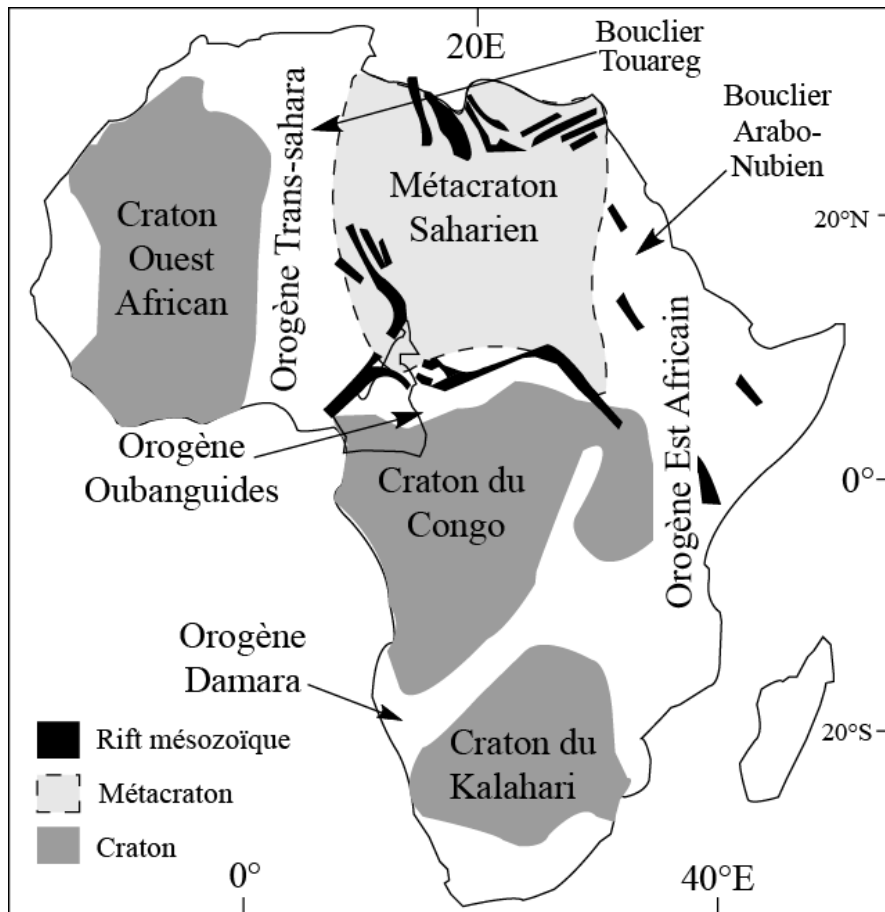 20E
Bouclier
Touareg
Bouclier
Arabo-
Nubien
Orogène Trans-sahara
Métacraton
Saharien
20°N
Craton
Ouest
African
Orogène Est Africain
Orogène
Oubanguides
Craton du
Congo
0°
Orogène
Damara
20°S
Craton du
Kalahari
Rift mésozoïque
Métacraton
Craton
0°
40°E